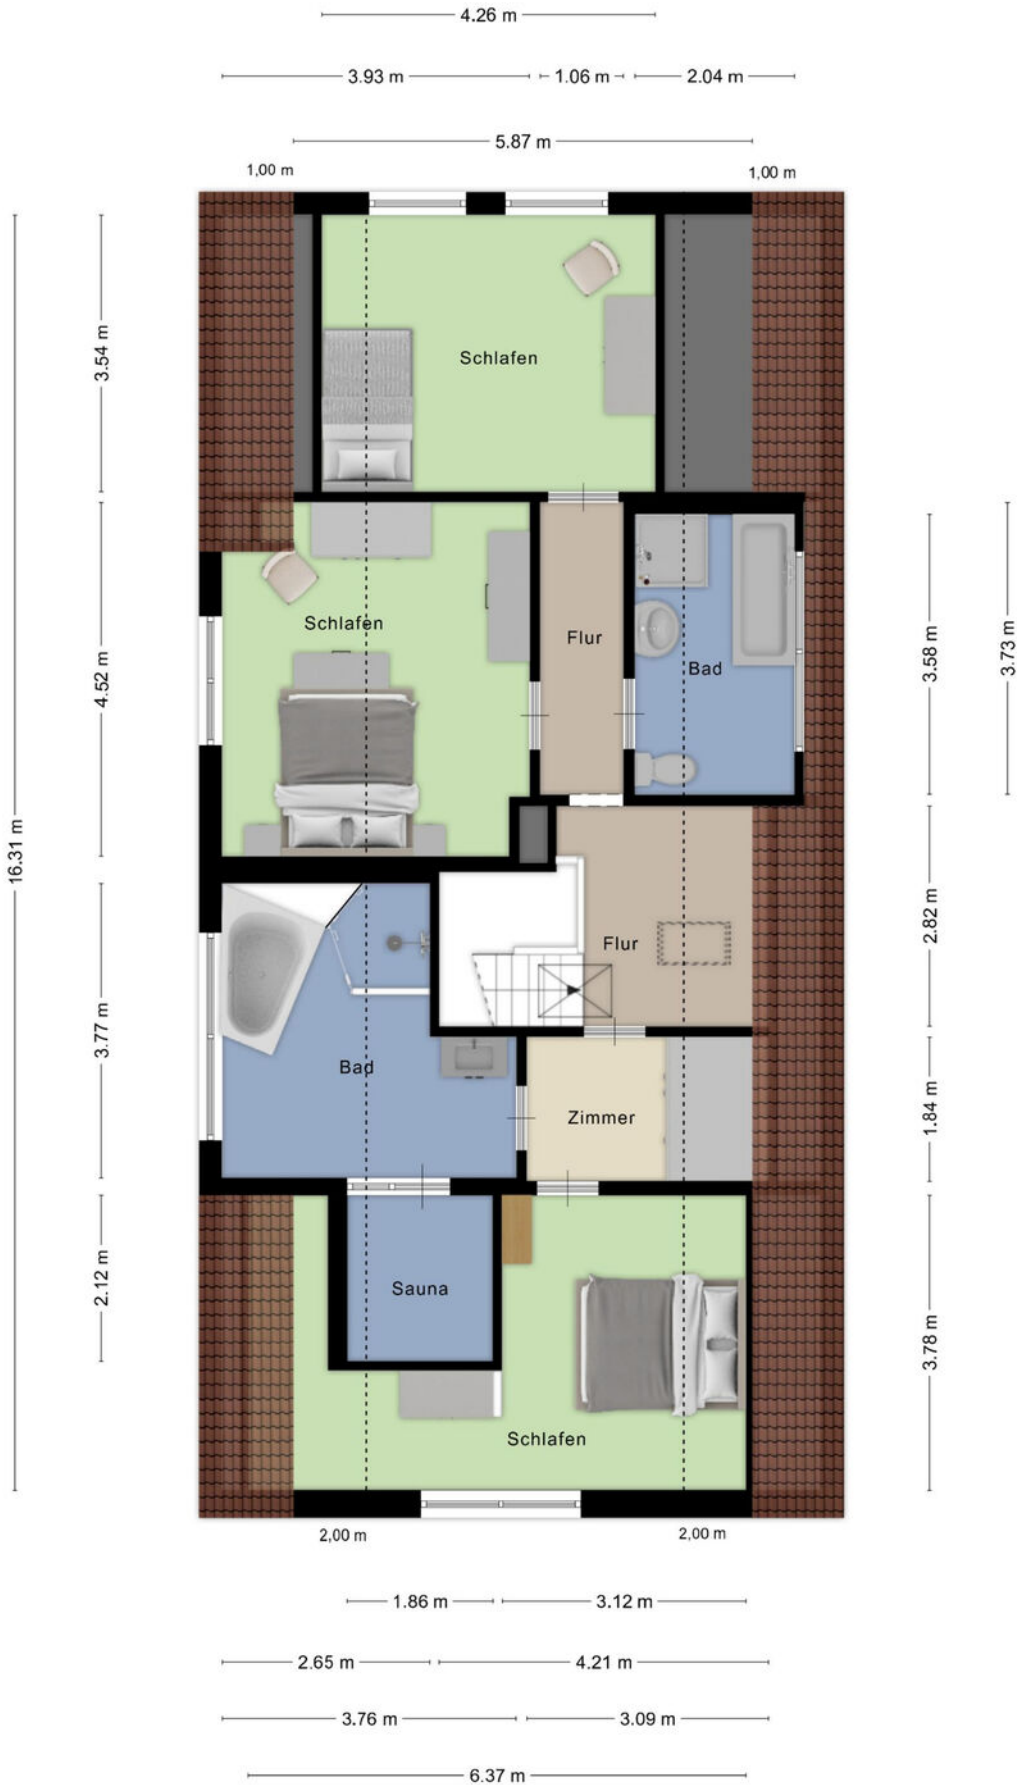 4.26 m
3.93 m
1.06 m
2.04 m
5.87 m
1,00 m
1,00 m
3.54 m
Schlafen
16.31 m
4.52 m
Schlafen
Flur
Bad
3.58 m
3.73 m
2.82 m
Flur
3.77 m
Bad
Zimmer
1.84 m
2.12 m
Sauna
3.78 m
Schlafen
2,00 m
2,00 m
1.86 m
3.12 m
2.65 m
4.21 m
3.76 m
3.09 m
6.37 m